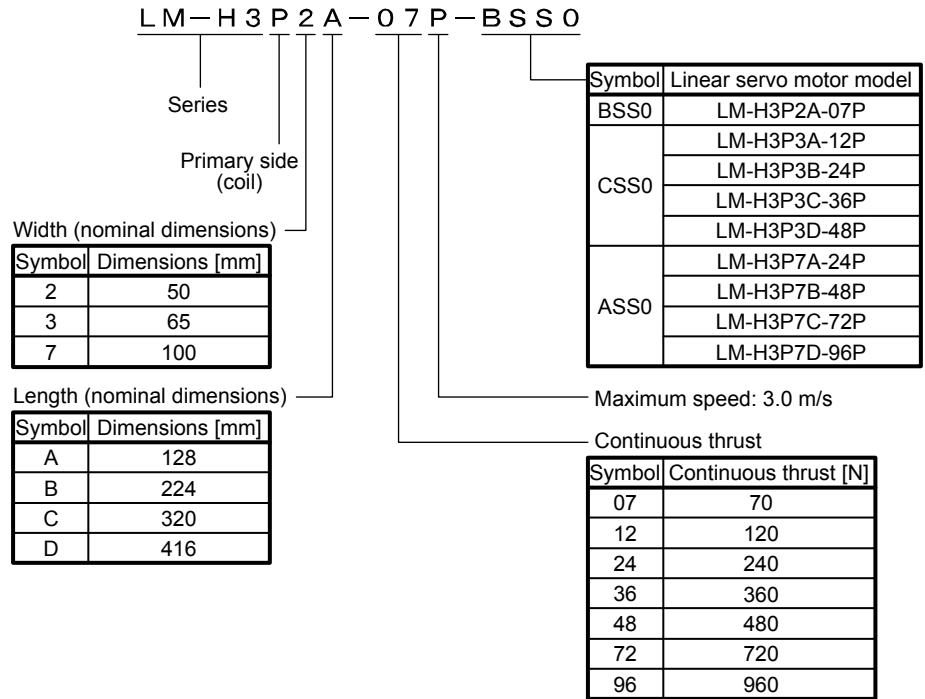 LM-H3P2A-07P-BSS0
Series
Primary side
(coil)
Width (nominal dimensions)
Symbol Dimensions [mm]
2 50
3 65
7 100
Length (nominal dimensions)
Symbol Dimensions [mm]
A 128
B 224
C 320
D 416
Symbol Linear servo motor model
BSS0 LM-H3P2A-07P
CSS0 LM-H3P3A-12P
LM-H3P3B-24P
LM-H3P3C-36P
LM-H3P3D-48P
ASS0 LM-H3P7A-24P
LM-H3P7B-48P
LM-H3P7C-72P
LM-H3P7D-96P
Maximum speed: 3.0 m/s
Continuous thrust
Symbol Continuous thrust [N]
07 70
12 120
24 240
36 360
48 480
72 720
96 960